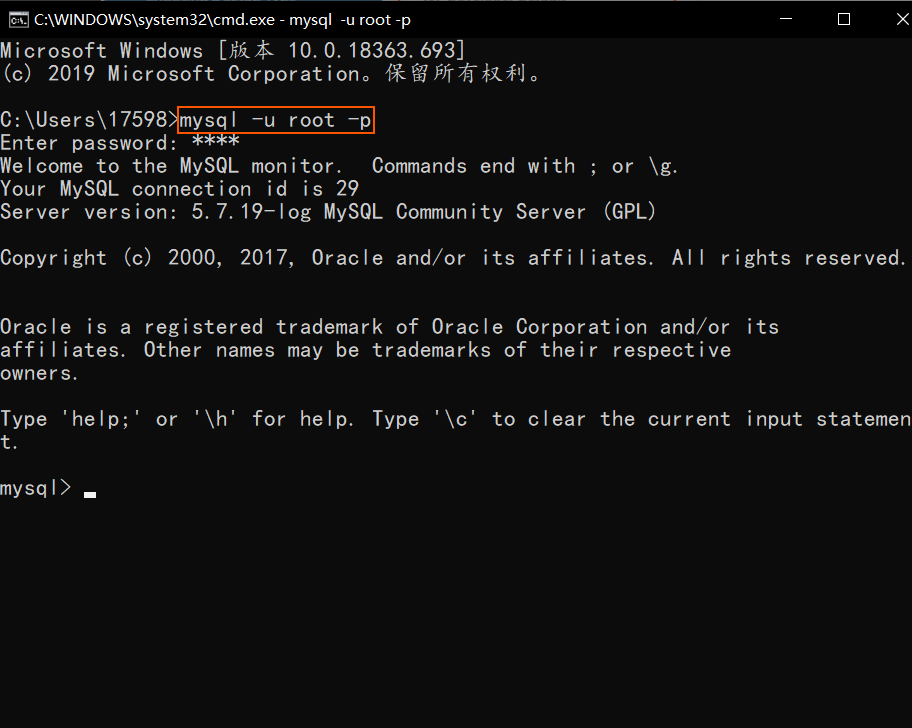 C:\WINDOWS\system32\cmd.exe - mysql -u root -p
Microsoft Windows [版本 10.0.18363.693]
(c) 2019 Microsoft Corporation。保留所有权利。
C:\Users\17598>mysql -u root -p
Enter password: ****
Welcome to the MySQL monitor.  Commands end with ; or \g.
Your MySQL connection id is 29
Server version: 5.7.19-log MySQL Community Server (GPL)
Copyright (c) 2000, 2017, Oracle and/or its affiliates. All rights reserved.
Oracle is a registered trademark of Oracle Corporation and/or its
affiliates. Other names may be trademarks of their respective
owners.
Type 'help;' or '\h' for help. Type '\c' to clear the current input statemen
t.
mysql>